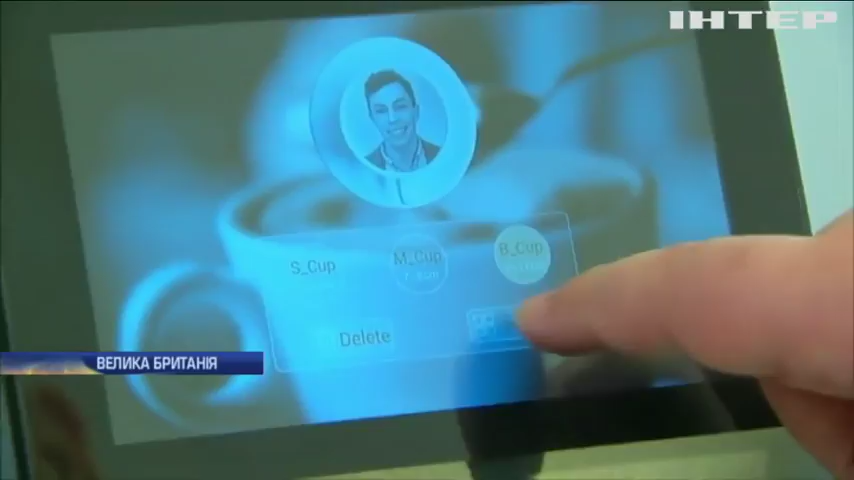 ІНТЕР
S_Cup
M_Cup
B_Cup
Delete
ВЕЛИКА БРИТАНІЯ